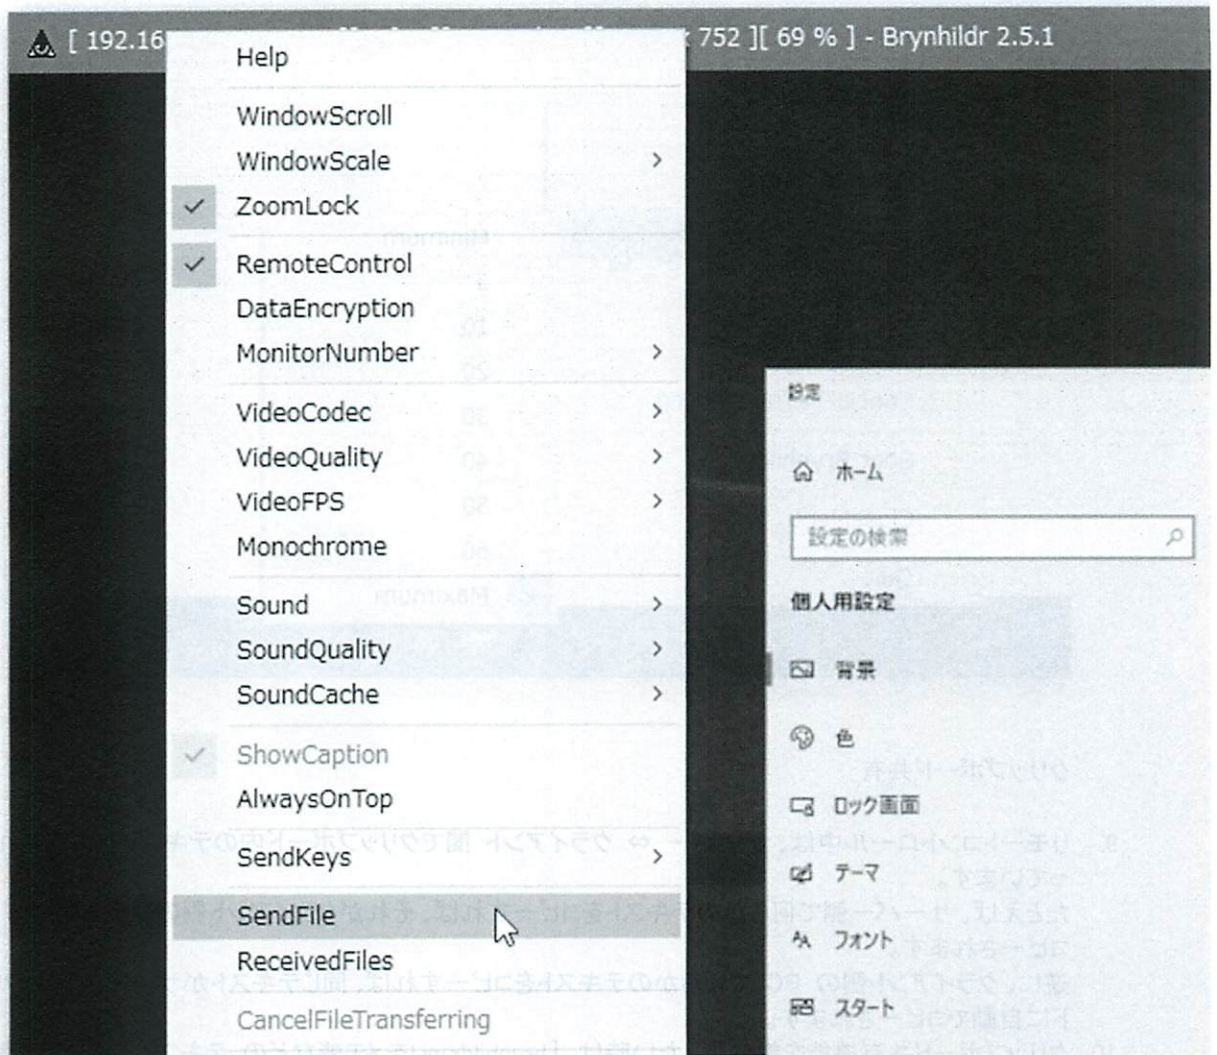 [ 192.16
752 ][ 69 % ] - Brynhildr 2.5.1
Help
WindowScroll
WindowScale
ZoomLock
RemoteControl
DataEncryption
MonitorNumber
VideoCodec
VideoQuality
VideoFPS
Monochrome
Sound
SoundQuality
SoundCache
ShowCaption
AlwaysOnTop
SendKeys
SendFile
ReceivedFiles
CancelFileTransferring
設定
ホーム
設定の検索
個人用設定
背景
色
ロック画面
テーマ
フォント
スタート